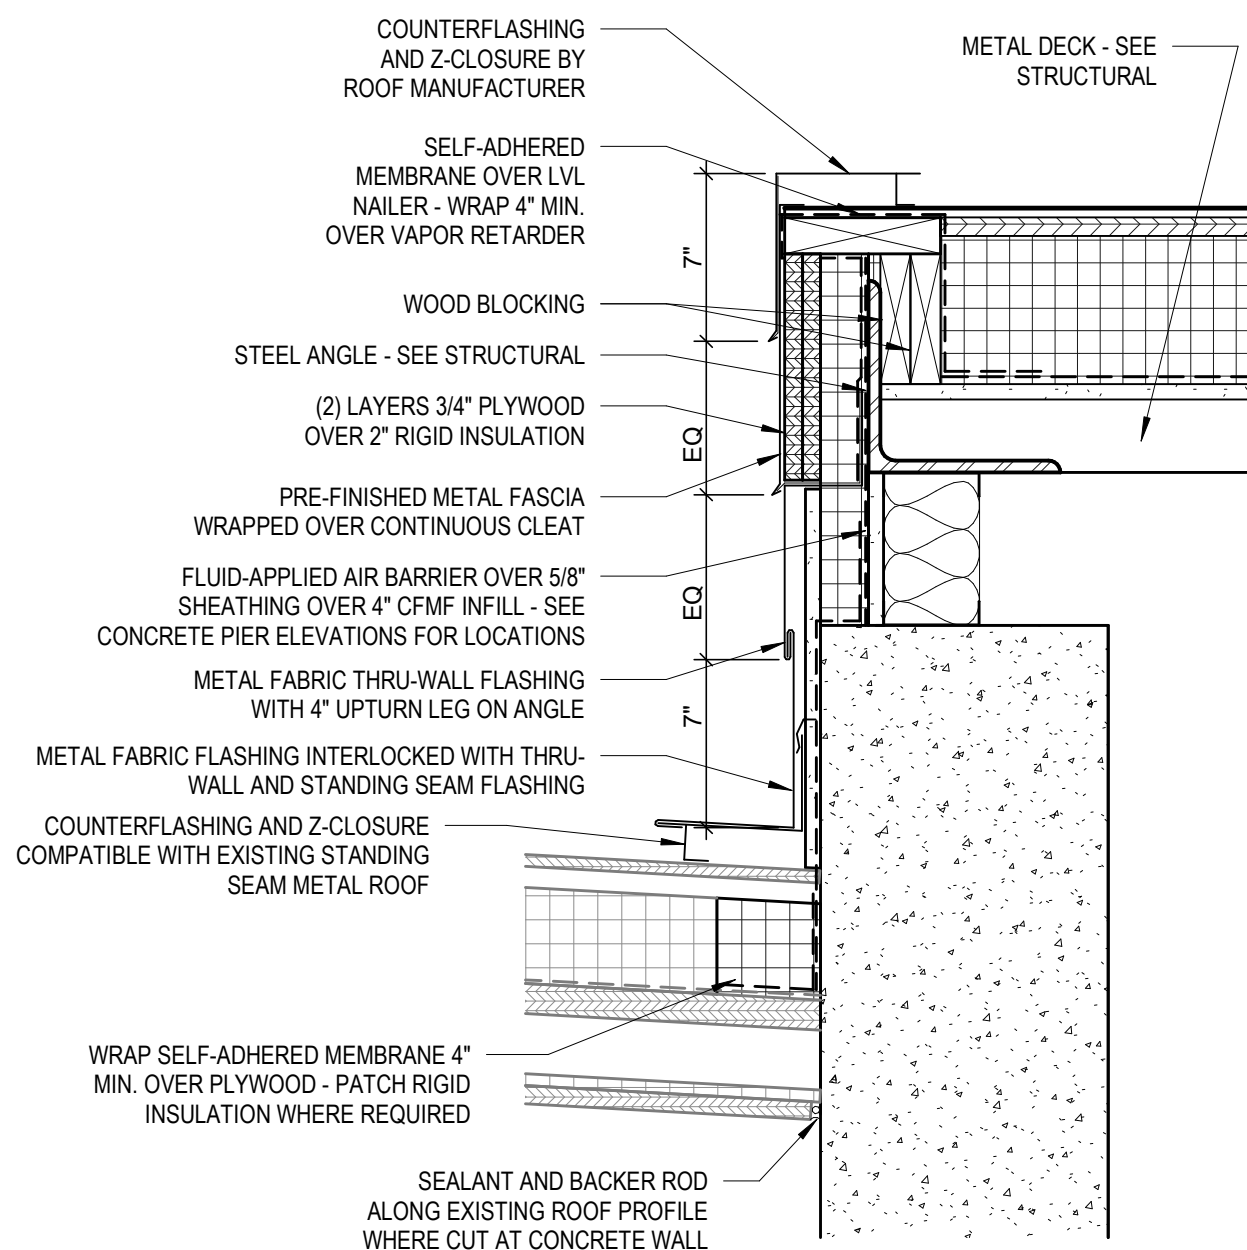 COUNTERFLASHING
AND Z-CLOSURE BY
ROOF MANUFACTURER
METAL DECK - SEE
STRUCTURAL
SELF-ADHERED
MEMBRANE OVER LVL
NAILER - WRAP 4" MIN.
OVER VAPOR RETARDER
7"
WOOD BLOCKING
STEEL ANGLE - SEE STRUCTURAL
(2) LAYERS 3/4" PLYWOOD
OVER 2" RIGID INSULATION
EQ
PRE-FINISHED METAL FASCIA
WRAPPED OVER CONTINUOUS CLEAT
FLUID-APPLIED AIR BARRIER OVER 5/8"
SHEATHING OVER 4" CFMF INFILL - SEE
CONCRETE PIER ELEVATIONS FOR LOCATIONS
EQ
METAL FABRIC THRU-WALL FLASHING
WITH 4" UPTURN LEG ON ANGLE
7"
METAL FABRIC FLASHING INTERLOCKED WITH THRU-
WALL AND STANDING SEAM FLASHING
COUNTERFLASHING AND Z-CLOSURE
COMPATIBLE WITH EXISTING STANDING
SEAM METAL ROOF
WRAP SELF-ADHERED MEMBRANE 4"
MIN. OVER PLYWOOD - PATCH RIGID
INSULATION WHERE REQUIRED
SEALANT AND BACKER ROD
ALONG EXISTING ROOF PROFILE
WHERE CUT AT CONCRETE WALL